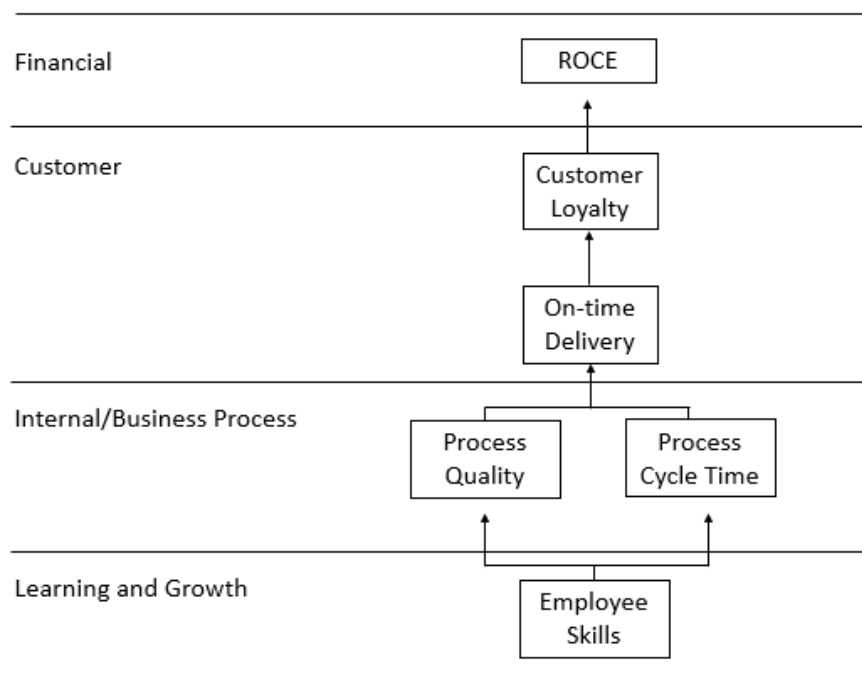 Financial
ROCE
Customer
Customer
Loyalty
On-time
Delivery
Internal/Business Process
Process
Quality
Process
Cycle Time
Learning and Growth
Employee
Skills